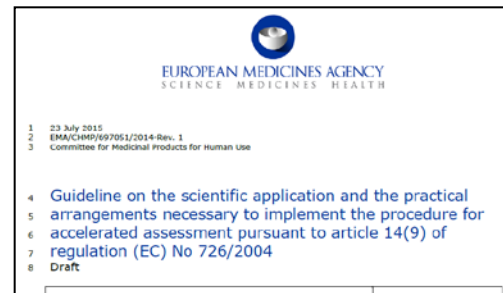 EUROPEAN MEDICINES AGENCY
SCIENCE MEDICINES HEALTH
1 23 July 2015
2 EMA/CHMP/697051/2014-Rev. 1
3 Committee for Medicinal Products for Human Use
4 Guideline on the scientific application and the practical
5 arrangements necessary to implement the procedure for
6 accelerated assessment pursuant to article 14(9) of
7 regulation (EC) No 726/2004
8 Draft